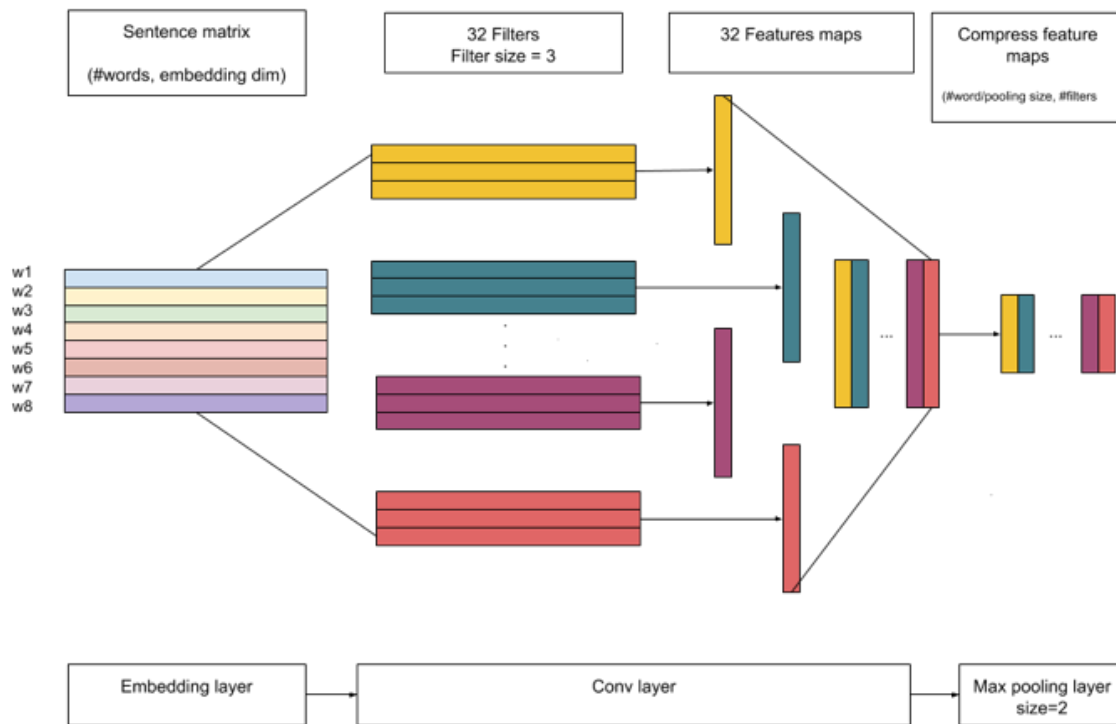 Sentence matrix
(#words, embedding dim)
32 Filters
Filter size = 3
32 Features maps
Compress feature
maps
(#word/pooling size, #filters
w1
w2
w3
w4
w5
w6
w7
w8
...
...
Embedding layer
Conv layer
Max pooling layer
size=2